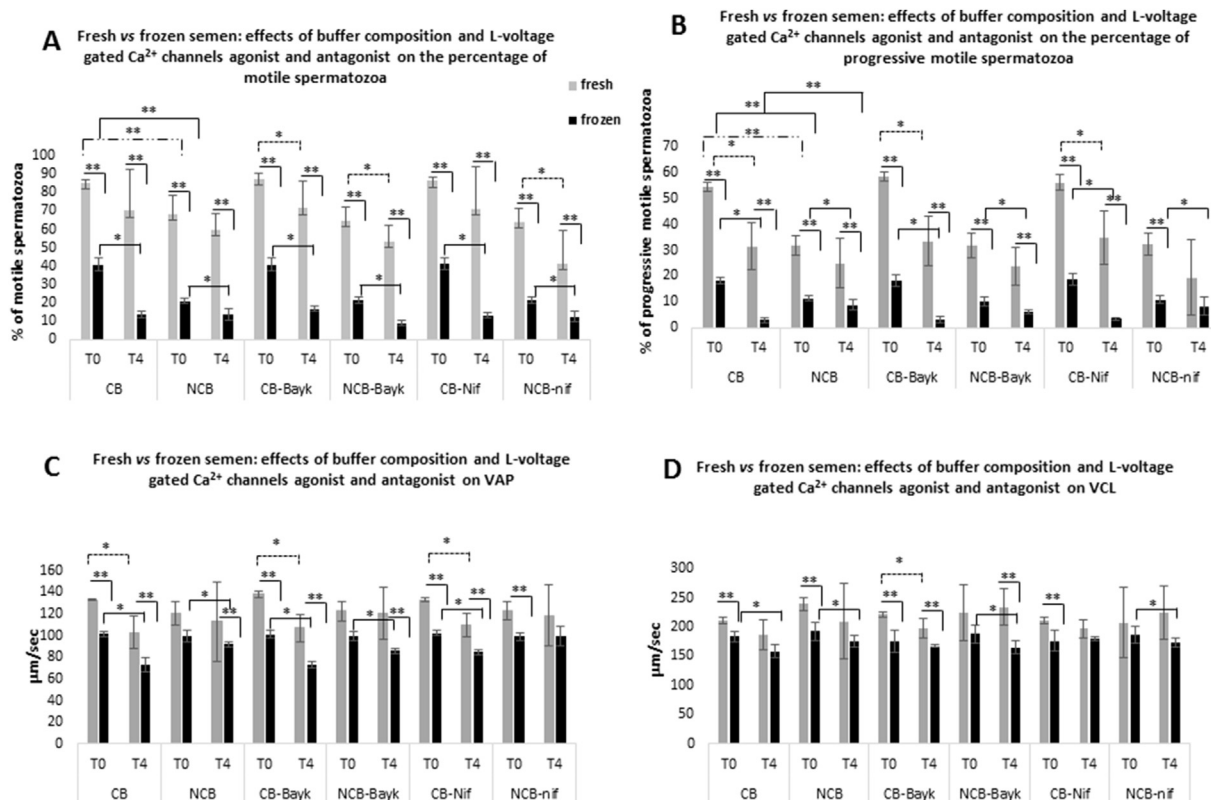 A
Fresh vs frozen semen: effects of buffer composition and L-voltage
gated Ca²⁺ channels agonist and antagonist on the percentage of
motile spermatozoa
fresh
frozen
% of motile spermatozoa
100
90
80
70
60
50
40
30
20
10
0
** ** ** ** * ** ** * ** ** * ** ** * ** **
* * * * * *
T0 T4 T0 T4 T0 T4 T0 T4 T0 T4 T0 T4
CB NCB CB-Bayk NCB-Bayk CB-Nif NCB-nif
B
Fresh vs frozen semen: effects of buffer composition and L-voltage
gated Ca²⁺ channels agonist and antagonist on the percentage of
progressive motile spermatozoa
% of progressive motile spermatozoa
70
60
50
40
30
20
10
0
** ** ** * ** * ** ** * ** * ** * ** ** * ** * * ** * ** *
T0 T4 T0 T4 T0 T4 T0 T4 T0 T4 T0 T4
CB NCB CB-Bayk NCB-Bayk CB-Nif NCB-nif
C
Fresh vs frozen semen: effects of buffer composition and L-voltage
gated Ca²⁺ channels agonist and antagonist on VAP
µm/sec
160
140
120
100
80
60
40
20
0
* ** * ** * ** * ** * ** * ** * ** * ** **
T0 T4 T0 T4 T0 T4 T0 T4 T0 T4 T0 T4
CB NCB CB-Bayk NCB-Bayk CB-Nif NCB-nif
D
Fresh vs frozen semen: effects of buffer composition and L-voltage
gated Ca²⁺ channels agonist and antagonist on VCL
µm/sec
300
250
200
150
100
50
0
** * ** * * ** ** * ** ** *
T0 T4 T0 T4 T0 T4 T0 T4 T0 T4 T0 T4
CB NCB CB-Bayk NCB-Bayk CB-Nif NCB-nif